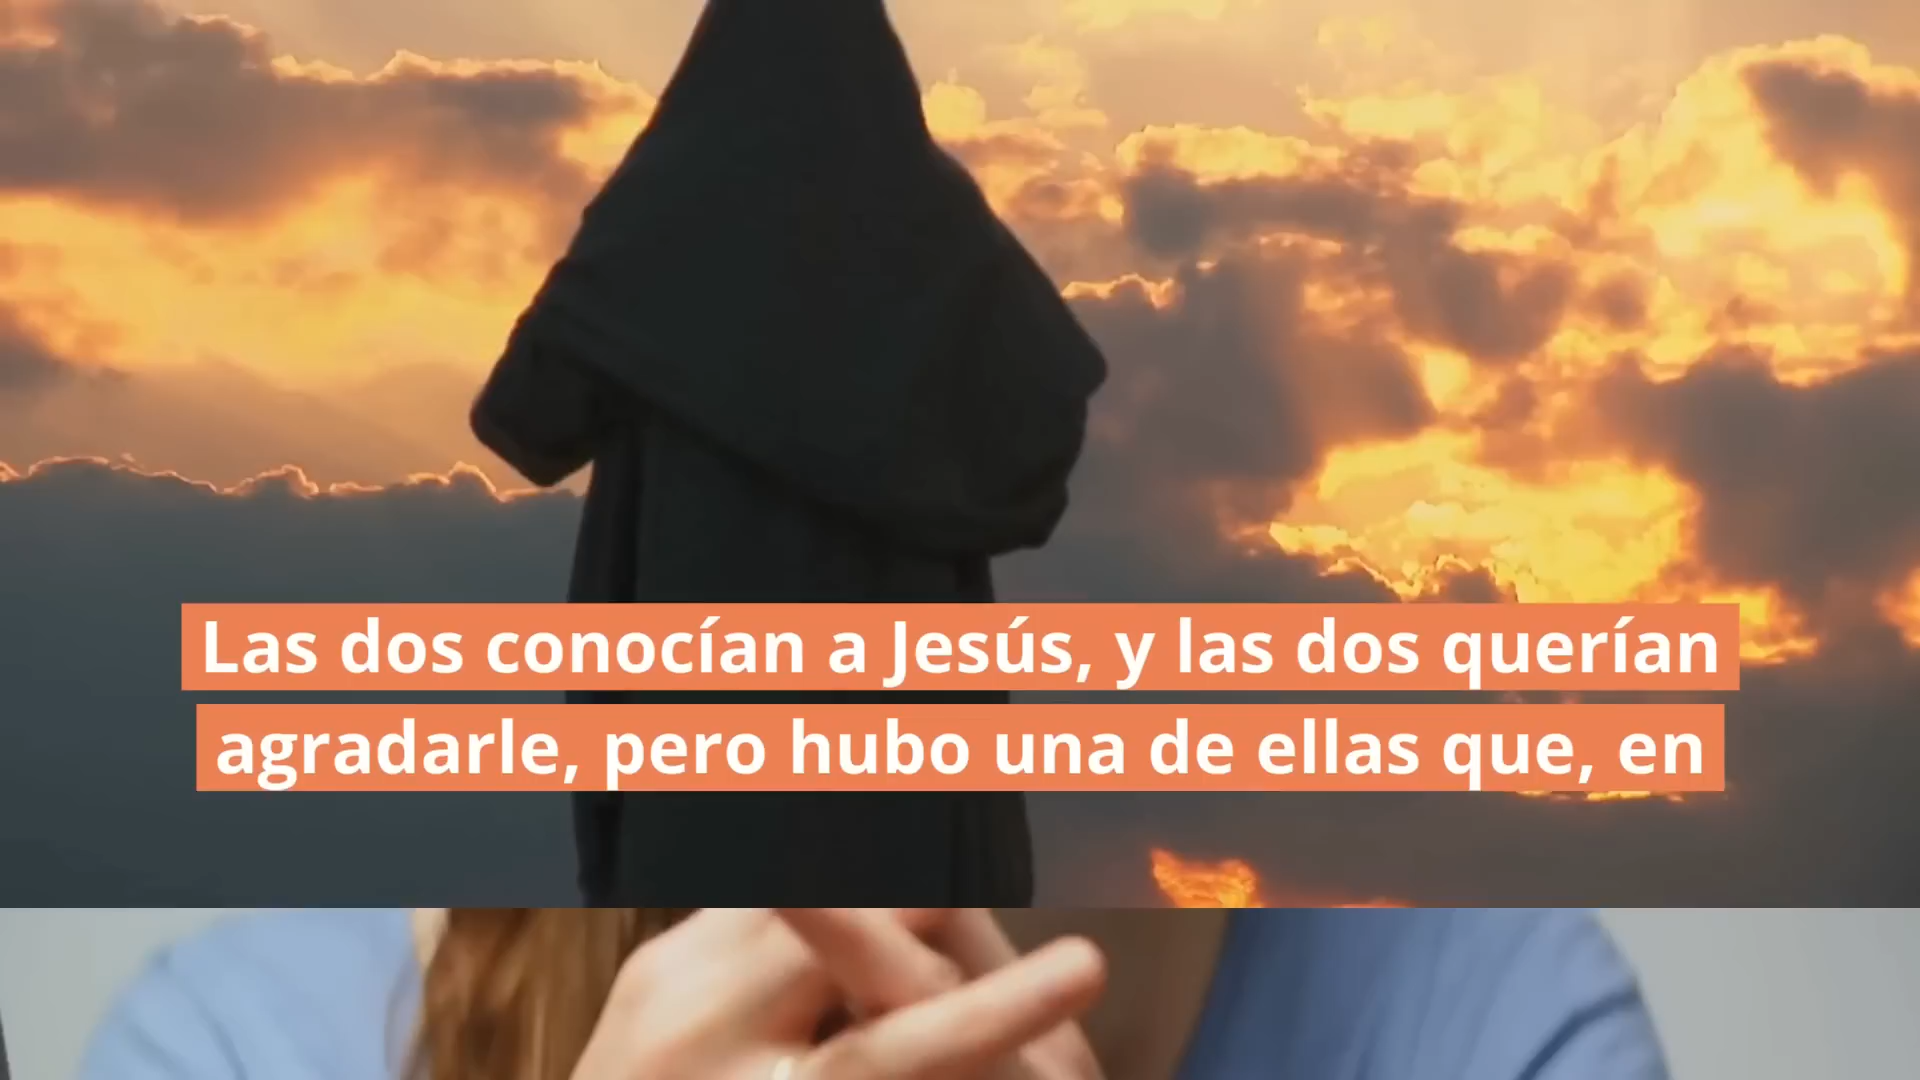 Las dos conocían a Jesús, y las dos querían
agradarle, pero hubo una de ellas que, en